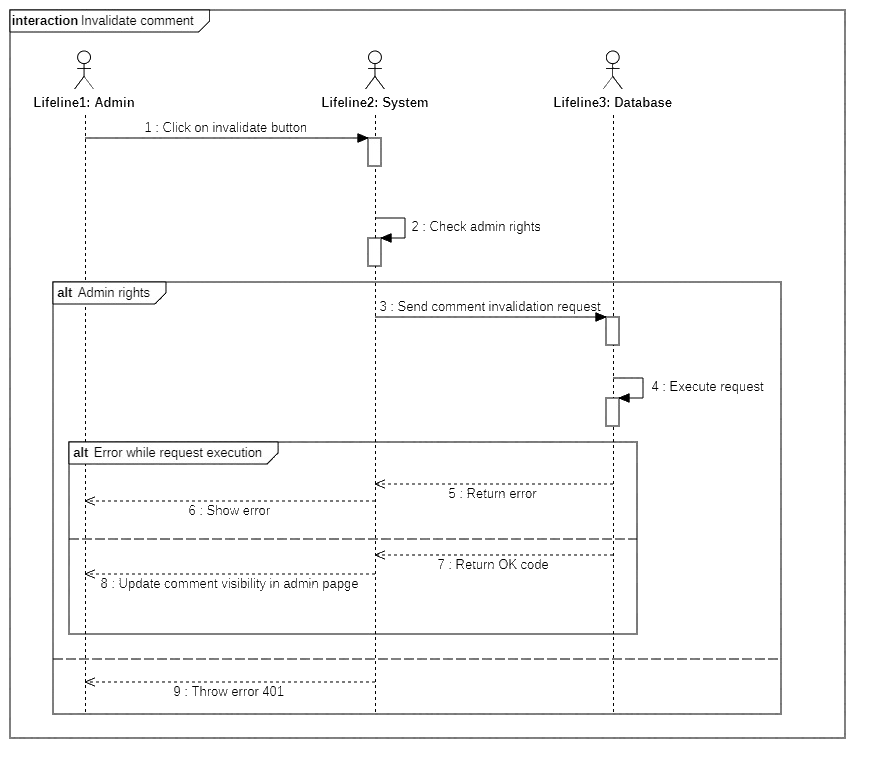 interaction Invalidate comment
Lifeline1: Admin
Lifeline2: System
Lifeline3: Database
1 : Click on invalidate button
2 : Check admin rights
alt Admin rights
3 : Send comment invalidation request
4 : Execute request
alt Error while request execution
5 : Return error
6 : Show error
7 : Return OK code
8 : Update comment visibility in admin papge
9 : Throw error 401